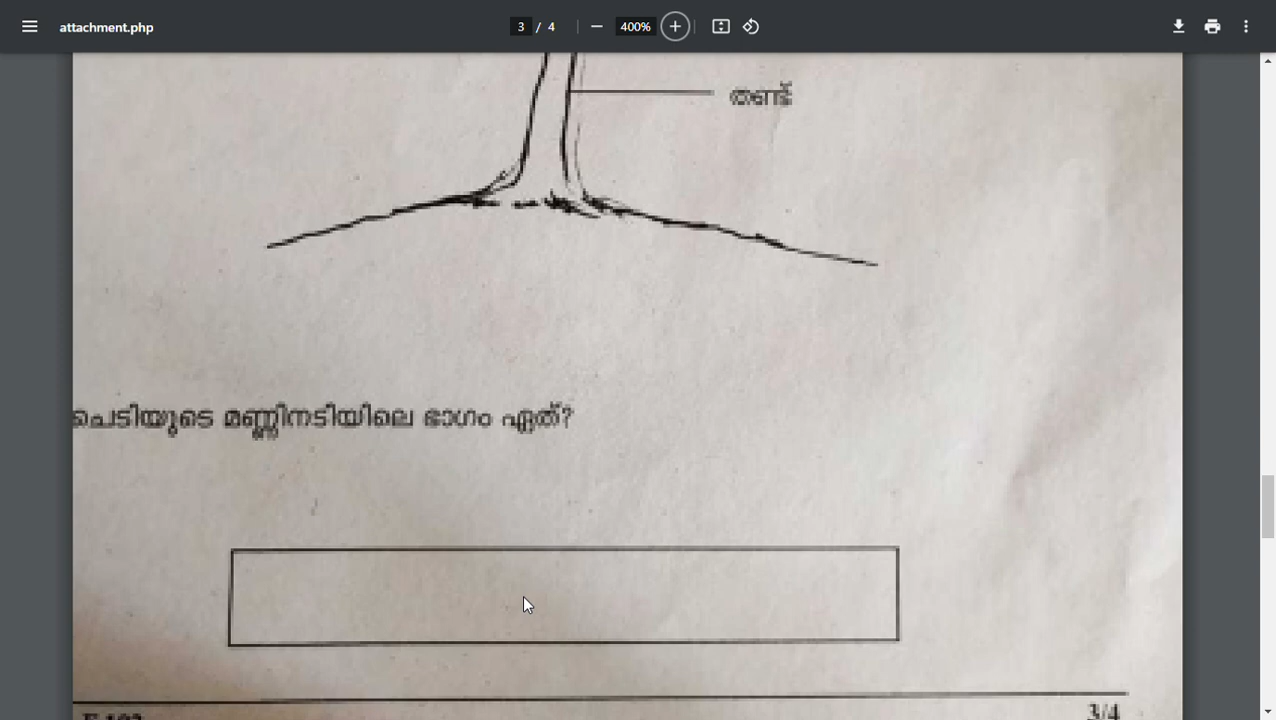 attachment.php
3 / 4
400%
തണ്ട്
ചെടിയുടെ മണ്ണിനടിയിലെ ഭാഗം ഏത്?
3/4